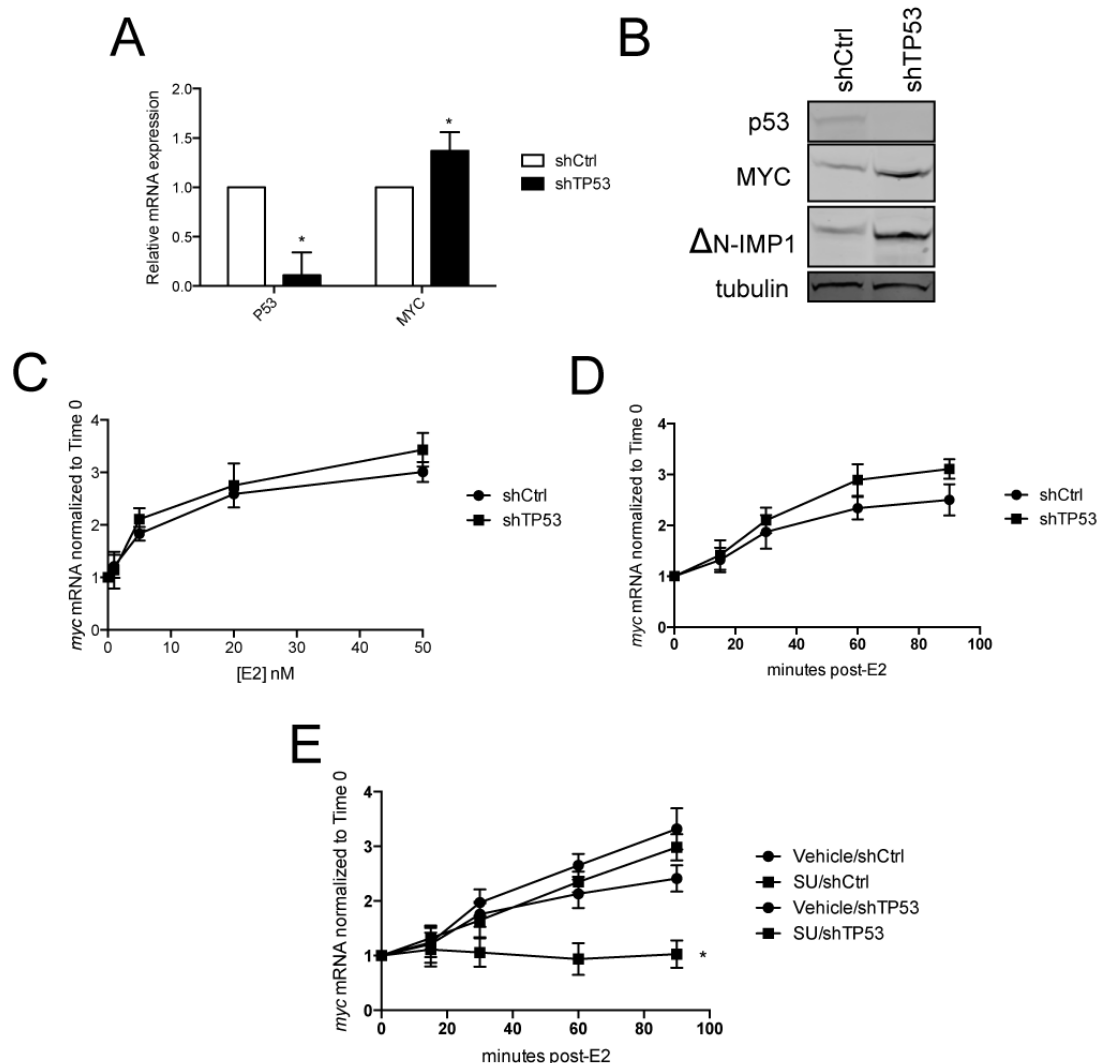 A
Relative mRNA expression
2.0
1.5
1.0
0.5
0.0
*
*
P53
MYC
shCtrl
shTP53
B
shCtrl
shTP53
p53
MYC
ΔN-IMP1
tubulin
C
myc mRNA normalized to Time 0
4
3
2
1
0
0 10 20 30 40 50
[E2] nM
shCtrl
shTP53
D
myc mRNA normalized to Time 0
4
3
2
1
0
0 20 40 60 80 100
minutes post-E2
shCtrl
shTP53
E
myc mRNA normalized to Time 0
4
3
2
1
0
*
0 20 40 60 80 100
minutes post-E2
Vehicle/shCtrl
SU/shCtrl
Vehicle/shTP53
SU/shTP53